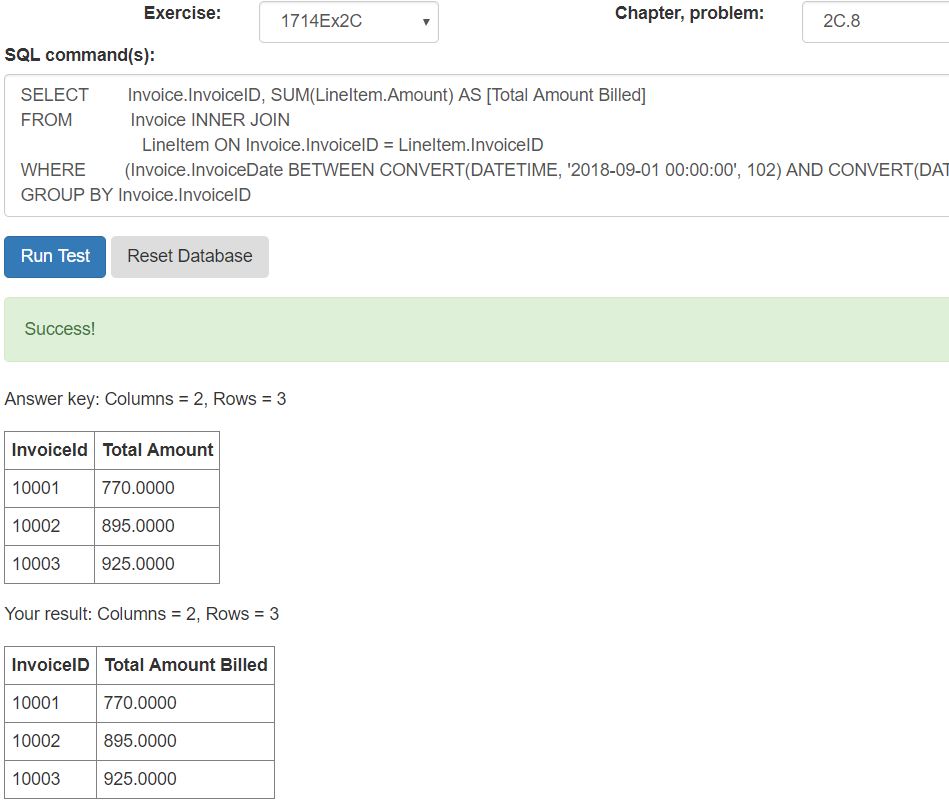 Exercise: 1714Ex2C Chapter, problem: 2C.8
SQL command(s):
SELECT Invoice.InvoiceID, SUM(LineItem.Amount) AS [Total Amount Billed]
FROM Invoice INNER JOIN
LineItem ON Invoice.InvoiceID = LineItem.InvoiceID
WHERE (Invoice.InvoiceDate BETWEEN CONVERT(DATETIME, '2018-09-01 00:00:00', 102) AND CONVERT(DAT
GROUP BY Invoice.InvoiceID
Run Test Reset Database
Success!
Answer key: Columns = 2, Rows = 3
InvoiceId Total Amount
10001 770.0000
10002 895.0000
10003 925.0000
Your result: Columns = 2, Rows = 3
InvoiceID Total Amount Billed
10001 770.0000
10002 895.0000
10003 925.0000